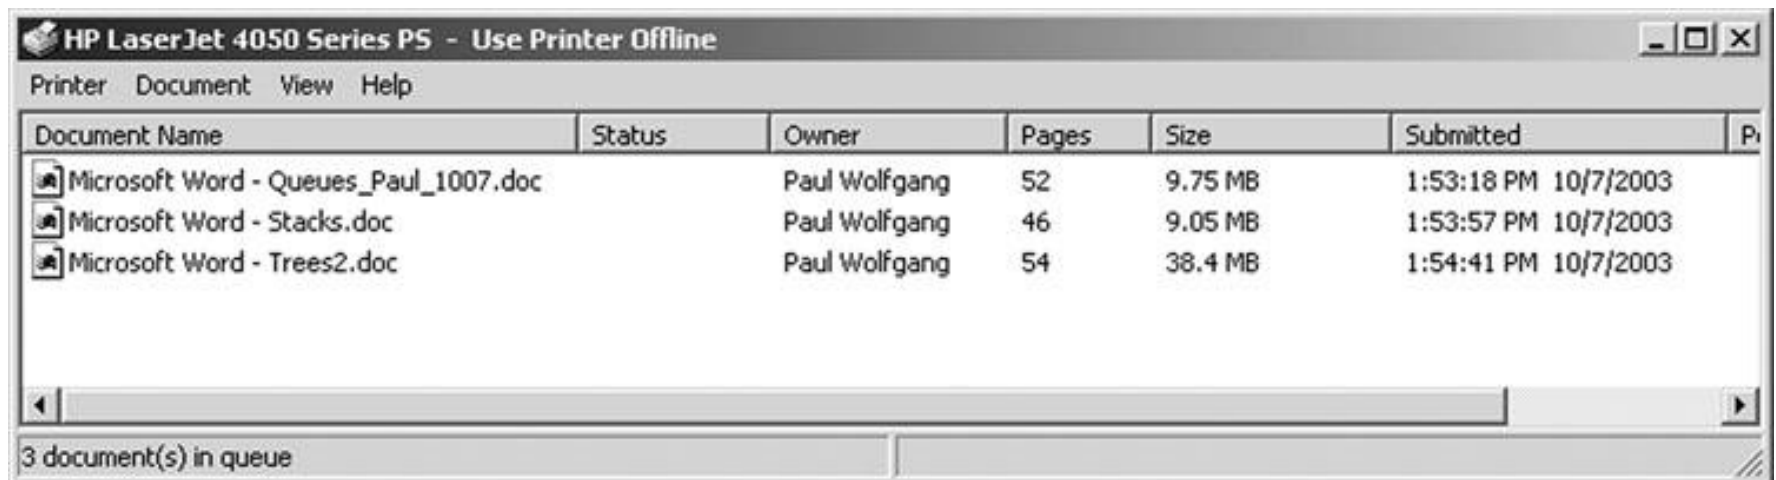 HP LaserJet 4050 Series PS - Use Printer Offline
Printer Document View Help
Document Name Status Owner Pages Size Submitted
Microsoft Word - Queues_Paul_1007.doc Paul Wolfgang 52 9.75 MB 1:53:18 PM 10/7/2003
Microsoft Word - Stacks.doc Paul Wolfgang 46 9.05 MB 1:53:57 PM 10/7/2003
Microsoft Word - Trees2.doc Paul Wolfgang 54 38.4 MB 1:54:41 PM 10/7/2003
3 document(s) in queue